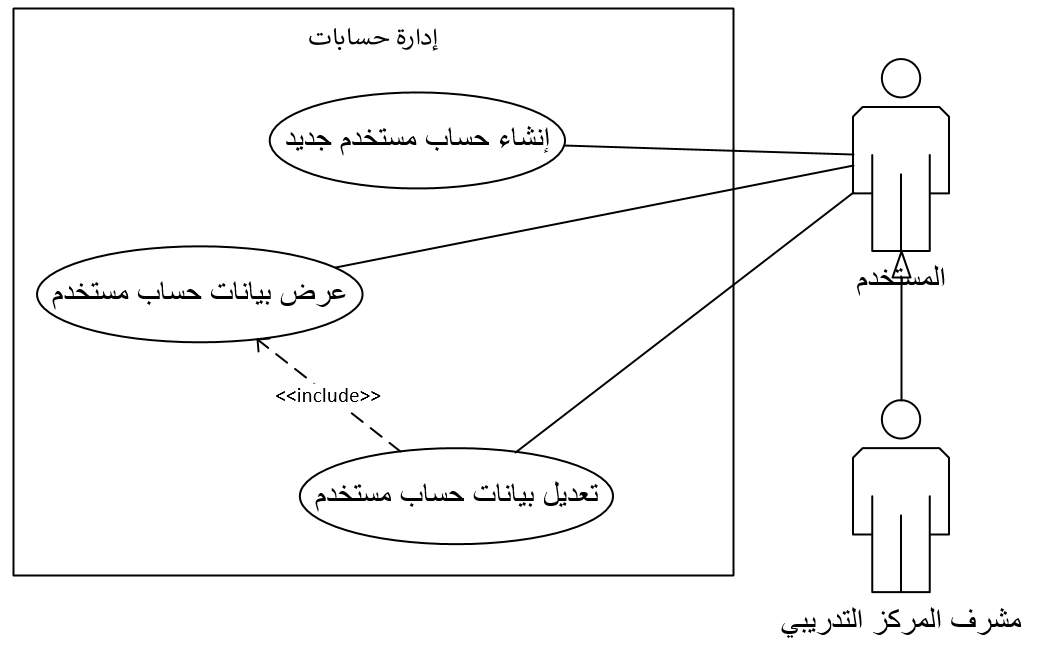 إدارة حسابات
إنشاء حساب مستخدم جديد
المستخدم
عرض بيانات حساب مستخدم
<<include>>
تعديل بيانات حساب مستخدم
مشرف المركز التدريبي